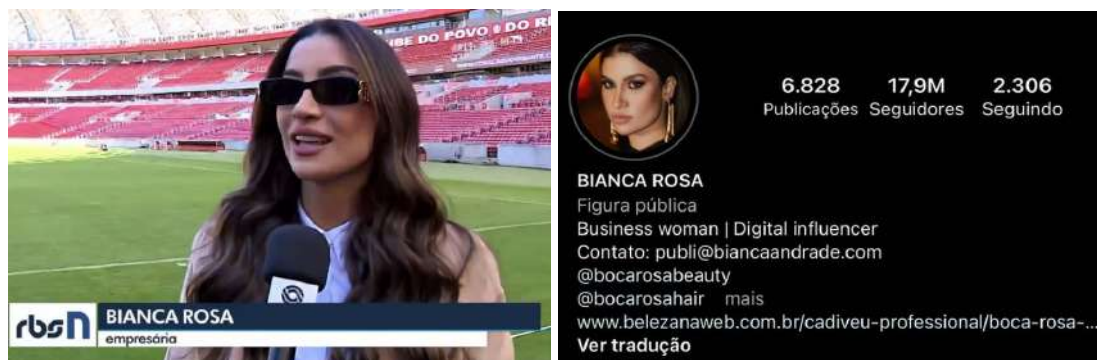 CLUBE DO POVO DO RI
rbs n
BIANCA ROSA
empresária
6.828 17,9M 2.306
Publicações Seguidores Seguindo
BIANCA ROSA
Figura pública
Business woman | Digital influencer
Contato: publi@biancaandrade.com
@bocarosabeauty
@bocarosahair mais
www.belezanaweb.com.br/cadiveu-professional/boca-rosa-...
Ver tradução